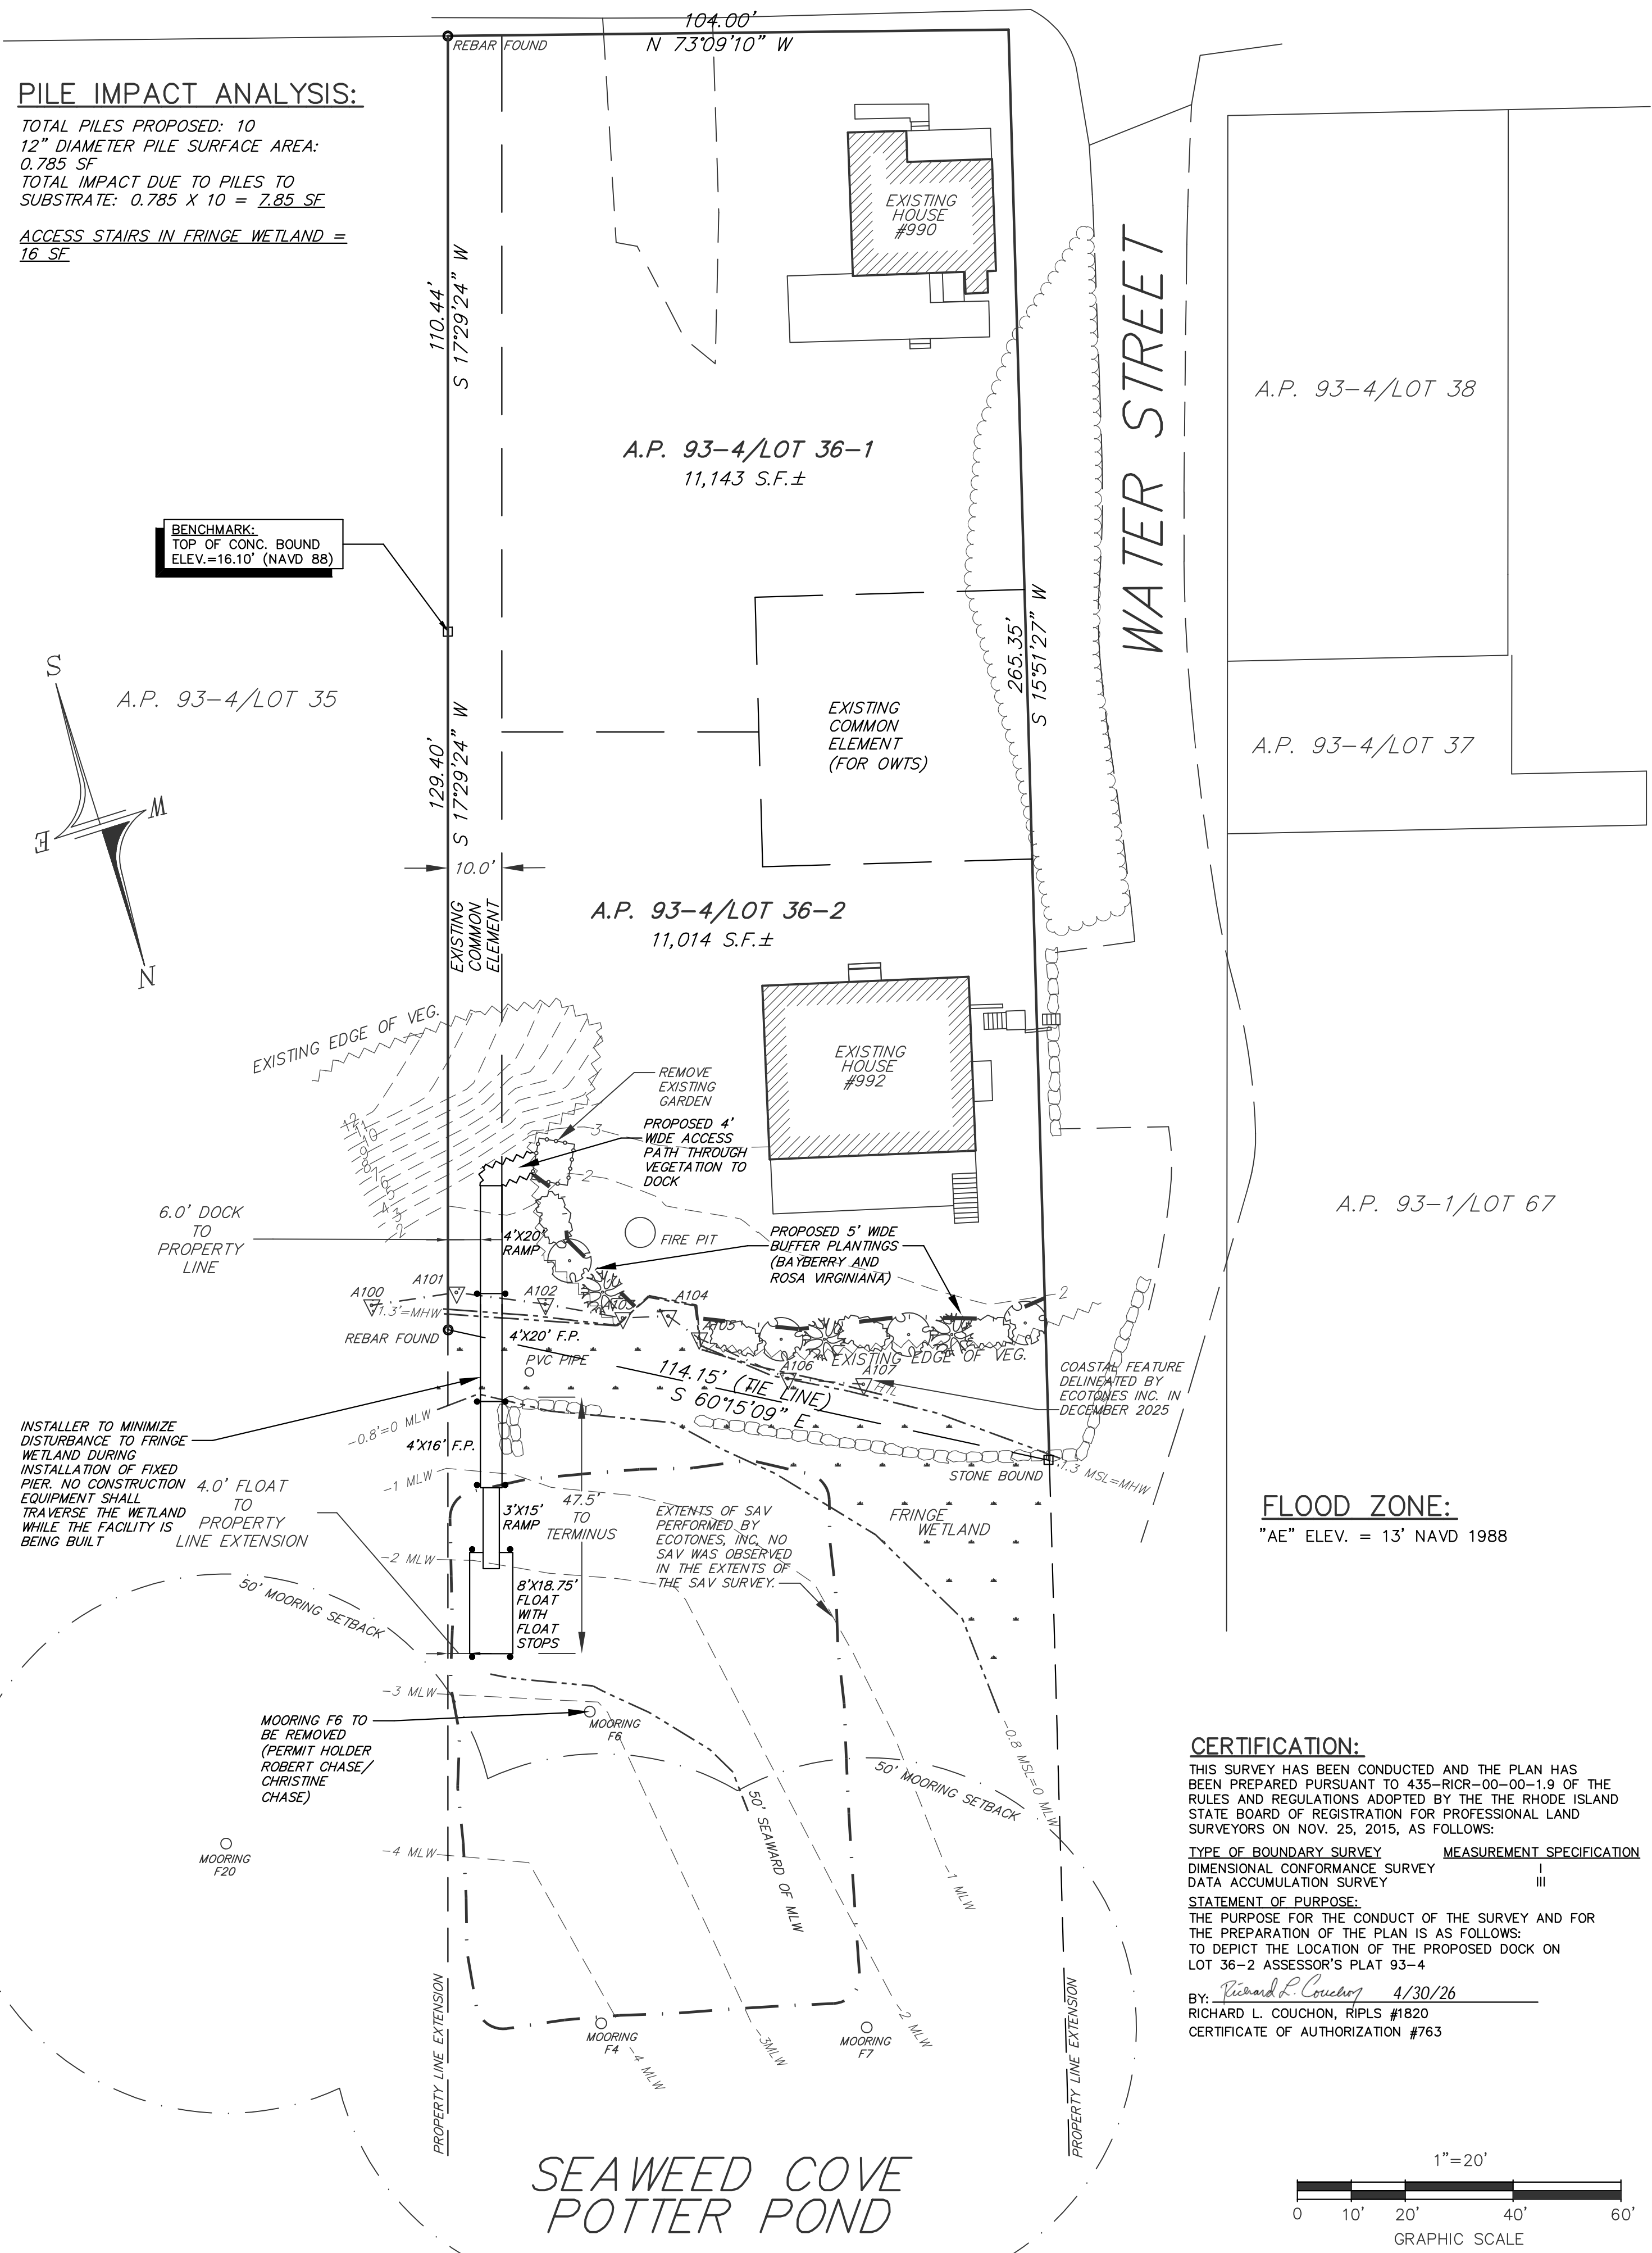 104.00'
N 73°09'10" W
REBAR FOUND
PILE IMPACT ANALYSIS:
TOTAL PILES PROPOSED: 10
12" DIAMETER PILE SURFACE AREA:
0.785 SF
TOTAL IMPACT DUE TO PILES TO
SUBSTRATE: 0.785 X 10 = 7.85 SF
ACCESS STAIRS IN FRINGE WETLAND =
16 SF
EXISTING
HOUSE
#990
110.44'
S 17°29'24" W
WATER STREET
A.P. 93-4/LOT 38
A.P. 93-4/LOT 36-1
11,143 S.F.±
BENCHMARK:
TOP OF CONC. BOUND
ELEV.=16.10' (NAVD 88)
265.35'
S 15°51'27" W
S
W
E
N
A.P. 93-4/LOT 35
129.40'
S 17°29'24" W
EXISTING
COMMON
ELEMENT
(FOR OWTS)
A.P. 93-4/LOT 37
10.0'
EXISTING
COMMON
ELEMENT
A.P. 93-4/LOT 36-2
11,014 S.F.±
EXISTING EDGE OF VEG.
EXISTING
HOUSE
#992
REMOVE
EXISTING
GARDEN
PROPOSED 4'
WIDE ACCESS
PATH THROUGH
VEGETATION TO
DOCK
12
11
10
9
8
7
6
5
4
3
2
3
2
6.0' DOCK
TO
PROPERTY
LINE
4'X20'
RAMP
FIRE PIT
PROPOSED 5' WIDE
BUFFER PLANTINGS
(BAYBERRY AND
ROSA VIRGINIANA)
A.P. 93-1/LOT 67
2
A100
A101
A102
A103
A104
A105
A106
A107
HTL
1.3'=MHW
REBAR FOUND
4'X20' F.P.
PVC PIPE
EXISTING EDGE OF VEG.
114.15' (TIE LINE)
S 60°15'09" E
COASTAL FEATURE
DELINEATED BY
ECOTONES INC. IN
DECEMBER 2025
INSTALLER TO MINIMIZE
DISTURBANCE TO FRINGE
WETLAND DURING
INSTALLATION OF FIXED
PIER. NO CONSTRUCTION
EQUIPMENT SHALL
TRAVERSE THE WETLAND
WHILE THE FACILITY IS
BEING BUILT
-0.8'=0 MLW
4'X16' F.P.
-1 MLW
4.0' FLOAT
TO
PROPERTY
LINE EXTENSION
3'X15'
RAMP
47.5'
TO
TERMINUS
EXTENTS OF SAV
PERFORMED BY
ECOTONES, INC. NO
SAV WAS OBSERVED
IN THE EXTENTS OF
THE SAV SURVEY.
STONE BOUND
1.3 MSL=MHW
FRINGE
WETLAND
FLOOD ZONE:
"AE" ELEV. = 13' NAVD 1988
-2 MLW
8'X18.75'
FLOAT
WITH
FLOAT
STOPS
50' MOORING SETBACK
-3 MLW
MOORING F6 TO
BE REMOVED
(PERMIT HOLDER
ROBERT CHASE/
CHRISTINE
CHASE)
MOORING
F6
50' MOORING SETBACK
-0.8 MSL=0 MLW
50' SEAWARD OF MLW
MOORING
F20
-4 MLW
-1 MLW
-2 MLW
-3MLW
-4 MLW
MOORING
F4
MOORING
F7
PROPERTY LINE EXTENSION
PROPERTY LINE EXTENSION
CERTIFICATION:
THIS SURVEY HAS BEEN CONDUCTED AND THE PLAN HAS
BEEN PREPARED PURSUANT TO 435-RICR-00-00-1.9 OF THE
RULES AND REGULATIONS ADOPTED BY THE THE RHODE ISLAND
STATE BOARD OF REGISTRATION FOR PROFESSIONAL LAND
SURVEYORS ON NOV. 25, 2015, AS FOLLOWS:
TYPE OF BOUNDARY SURVEY MEASUREMENT SPECIFICATION
DIMENSIONAL CONFORMANCE SURVEY I
DATA ACCUMULATION SURVEY III
STATEMENT OF PURPOSE:
THE PURPOSE FOR THE CONDUCT OF THE SURVEY AND FOR
THE PREPARATION OF THE PLAN IS AS FOLLOWS:
TO DEPICT THE LOCATION OF THE PROPOSED DOCK ON
LOT 36-2 ASSESSOR'S PLAT 93-4
BY: Richard L. Couchon 4/30/26
RICHARD L. COUCHON, RIPLS #1820
CERTIFICATE OF AUTHORIZATION #763
SEAWEED COVE
POTTER POND
1"=20'
0 10' 20' 40' 60'
GRAPHIC SCALE